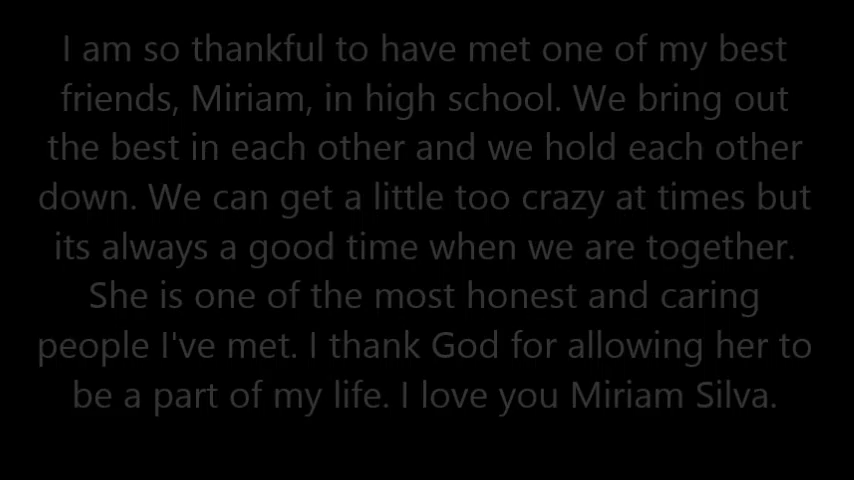 I am so thankful to have met one of my best
friends, Miriam, in high school. We bring out
the best in each other and we hold each other
down. We can get a little too crazy at times but
its always a good time when we are together.
She is one of the most honest and caring
people I've met. I thank God for allowing her to
be a part of my life. I love you Miriam Silva.